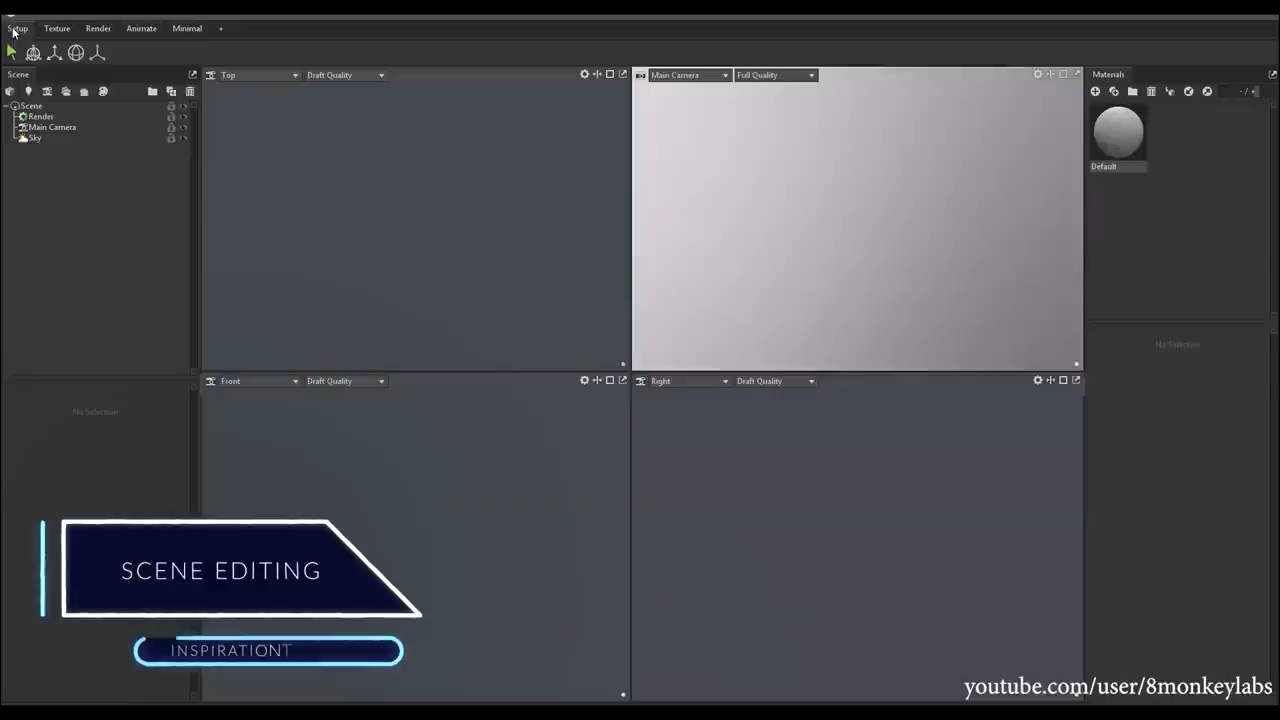 Setup Texture Render Animate Minimal +
Scene
Top Draft Quality
Main Camera Full Quality
Materials
Scene
Render
Main Camera
Sky
Default
No Selection
Front Draft Quality
Right Draft Quality
No Selection
SCENE EDITING
INSPIRATIONT
youtube.com/user/8monkeylabs